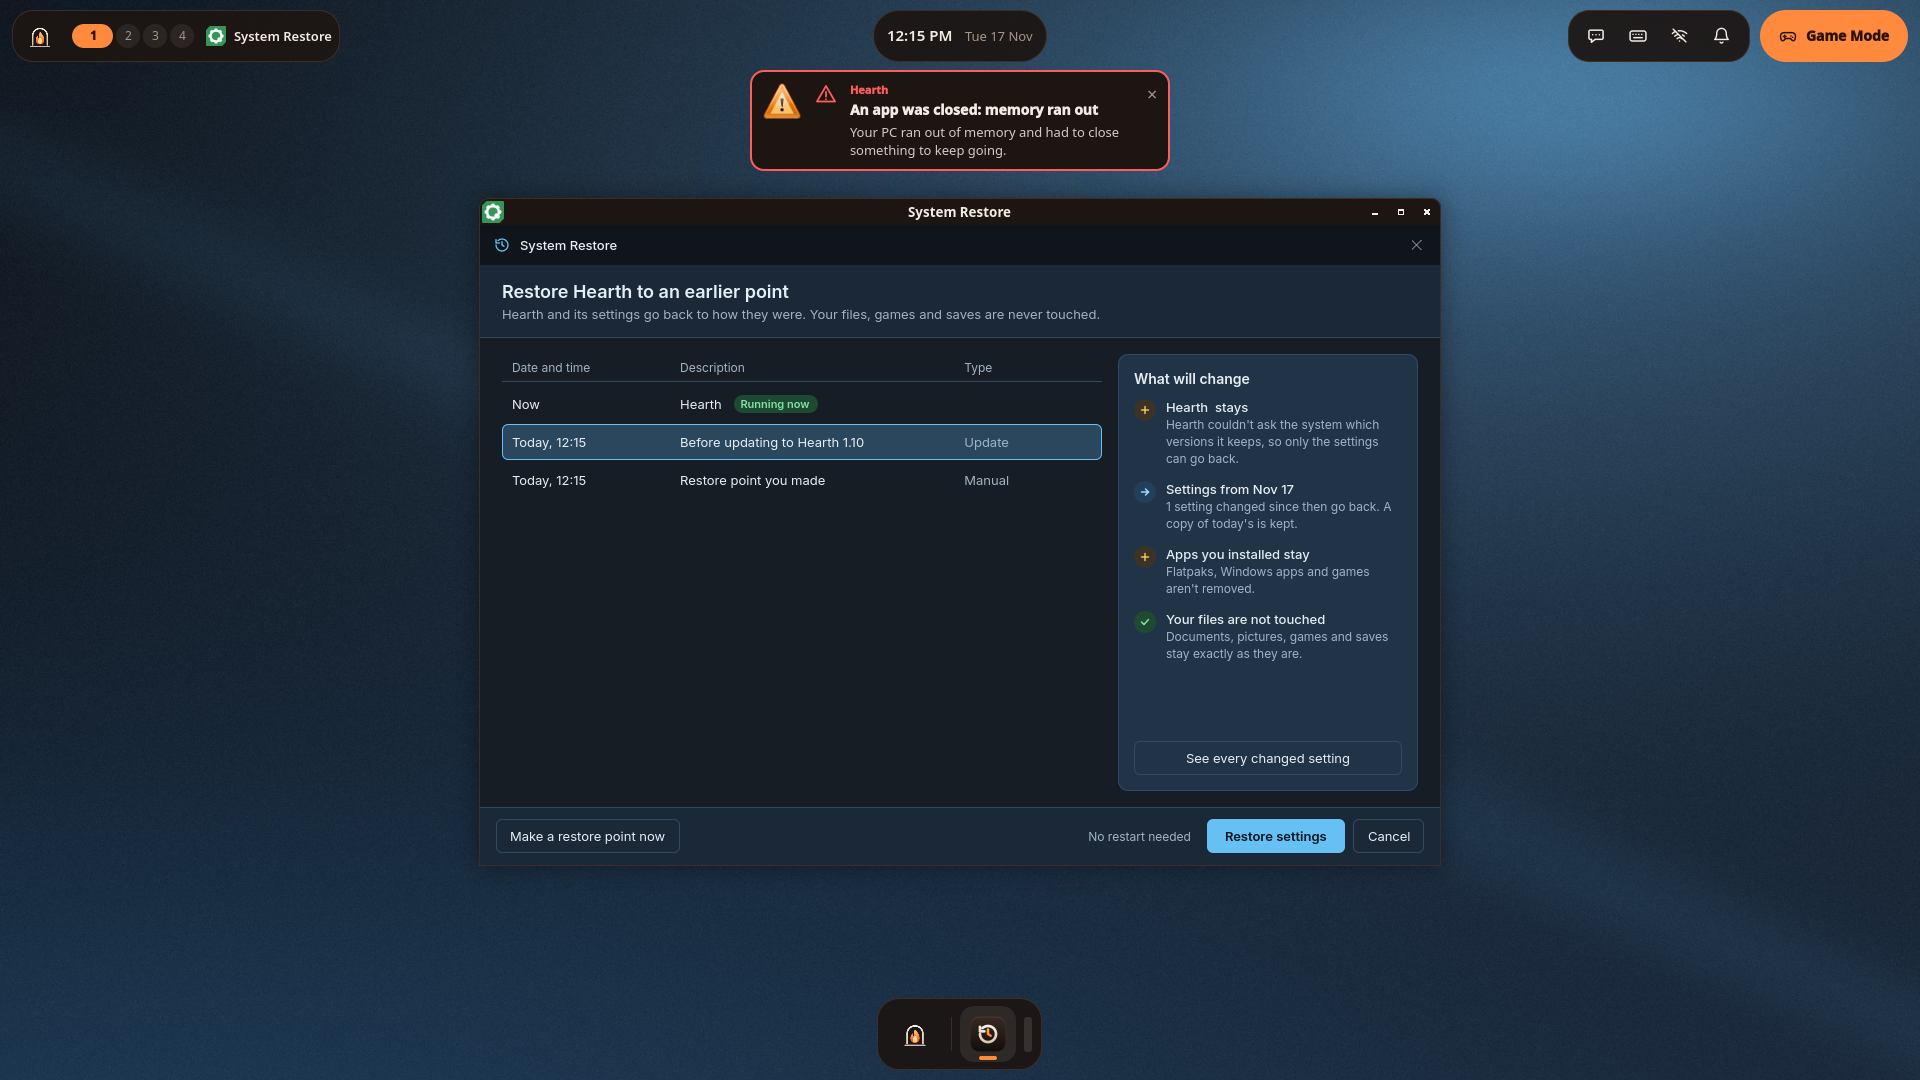 1 2 3 4 System Restore
12:15 PM Tue 17 Nov
Game Mode
Hearth
An app was closed: memory ran out
Your PC ran out of memory and had to close
something to keep going.
System Restore
System Restore
Restore Hearth to an earlier point
Hearth and its settings go back to how they were. Your files, games and saves are never touched.
Date and time Description Type
Now Hearth Running now
Today, 12:15 Before updating to Hearth 1.10 Update
Today, 12:15 Restore point you made Manual
What will change
Hearth stays
Hearth couldn't ask the system which
versions it keeps, so only the settings
can go back.
Settings from Nov 17
1 setting changed since then go back. A
copy of today's is kept.
Apps you installed stay
Flatpaks, Windows apps and games
aren't removed.
Your files are not touched
Documents, pictures, games and saves
stay exactly as they are.
See every changed setting
Make a restore point now
No restart needed
Restore settings
Cancel